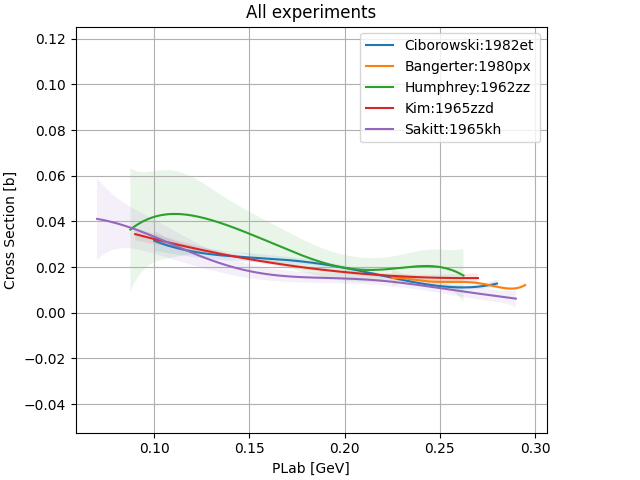 All experiments
Cross Section [b]
0.12
0.10
0.08
0.06
0.04
0.02
0.00
−0.02
−0.04
Ciborowski:1982et
Bangerter:1980px
Humphrey:1962zz
Kim:1965zzd
Sakitt:1965kh
0.10 0.15 0.20 0.25 0.30
PLab [GeV]